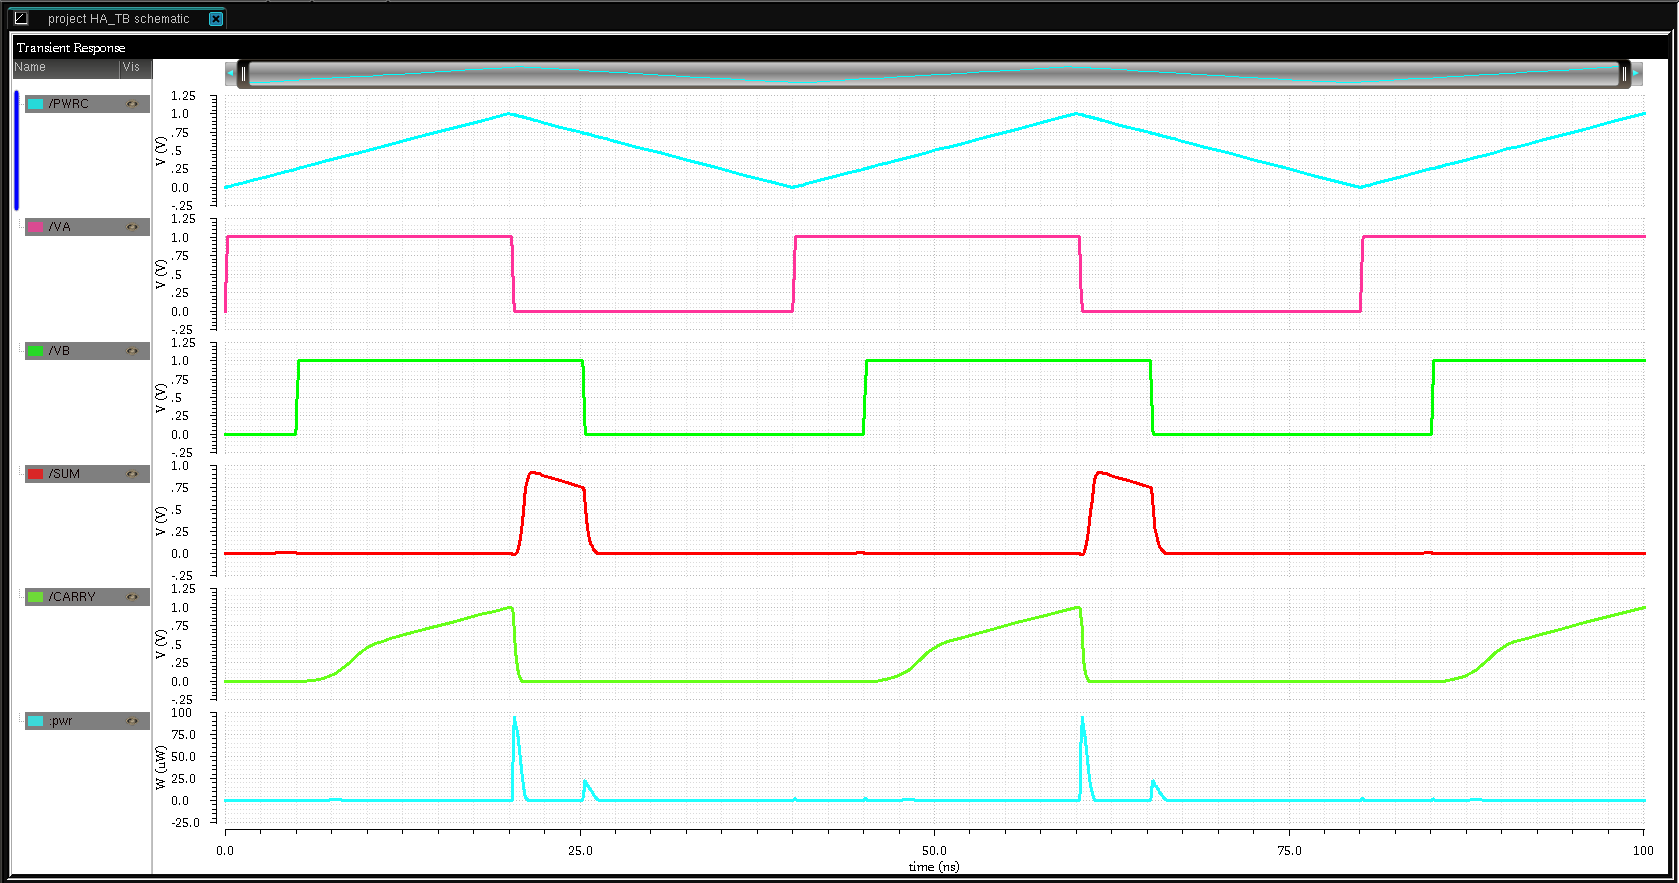 project HA_TB schematic
Transient Response
Name Vis
/PWRC
1.25
1.0
.75
.5
.25
0.0
-.25
V (V)
/VA
1.25
1.0
.75
.5
.25
0.0
-.25
V (V)
/VB
1.25
1.0
.75
.5
.25
0.0
-.25
V (V)
/SUM
1.0
.75
.5
.25
0.0
-.25
V (V)
/CARRY
1.25
1.0
.75
.5
.25
0.0
-.25
V (V)
:pwr
100
75.0
50.0
25.0
0.0
-25.0
W (uW)
0.0 25.0 50.0 75.0 100
time (ns)